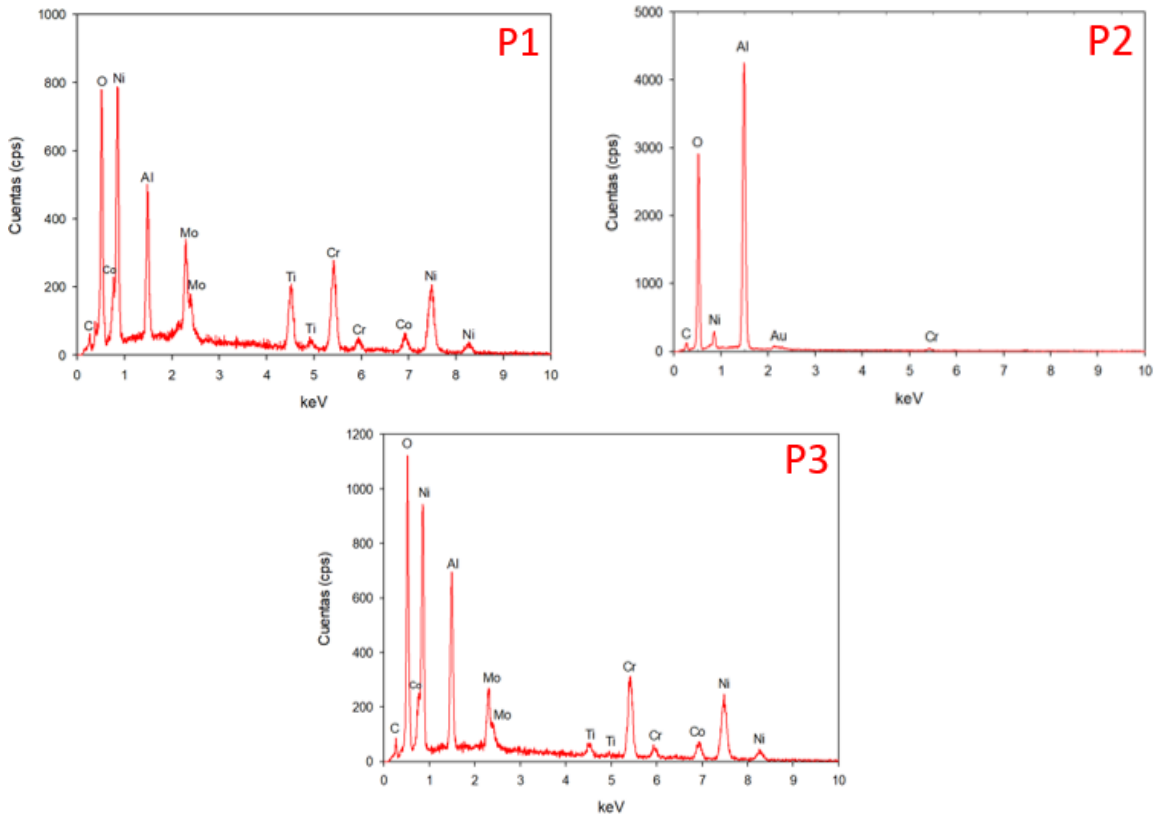 P1
1000
800
600
400
200
0
Cuentas (cps)
O
Ni
Co
C
Al
Mo
Mo
Ti
Ti
Cr
Cr
Co
Ni
Ni
0 1 2 3 4 5 6 7 8 9 10
keV
P2
5000
4000
3000
2000
1000
0
Cuentas (cps)
Al
O
C
Ni
Au
Cr
0 1 2 3 4 5 6 7 8 9 10
keV
P3
1200
1000
800
600
400
200
0
Cuentas (cps)
O
Ni
Co
C
Al
Mo
Mo
Ti
Ti
Cr
Cr
Co
Ni
Ni
0 1 2 3 4 5 6 7 8 9 10
keV